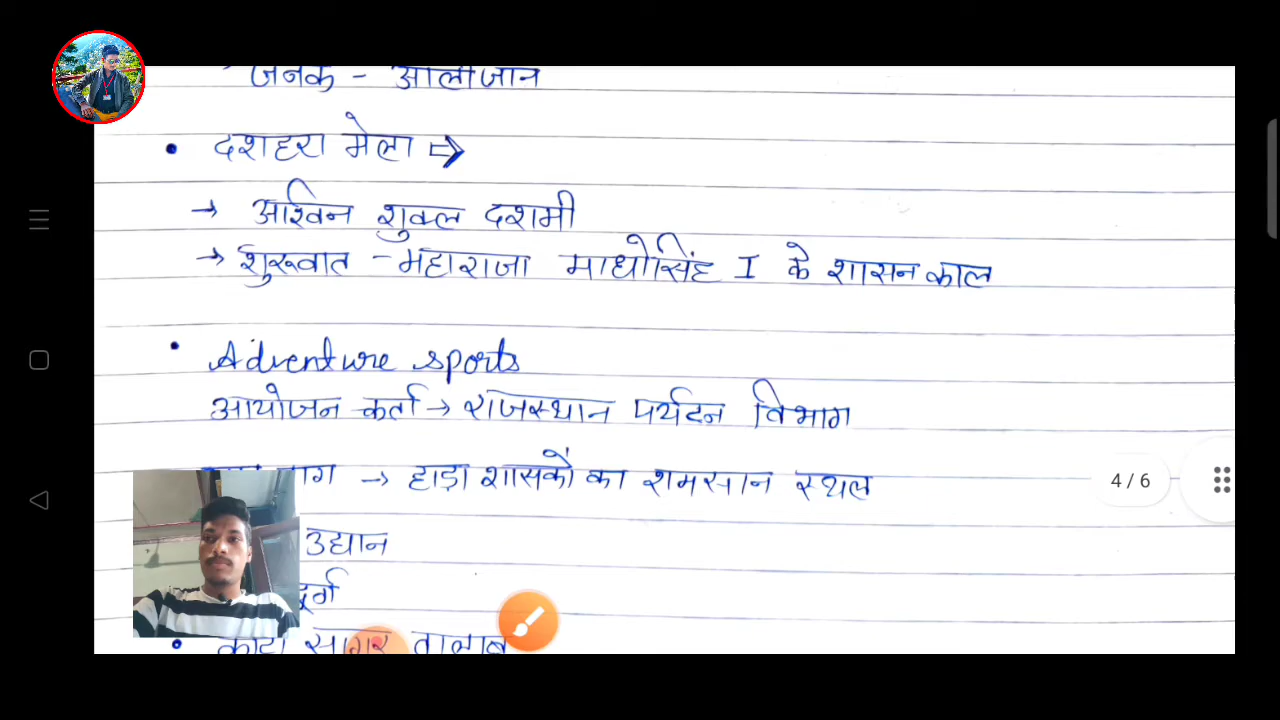 जनक - आलीजान
• दशहरा मेला ⇒
→ अश्विन शुक्ल दशमी
→ शुरूवात - महाराजा माधोसिंह I के शासन काल
• Adventure sports
आयोजन कर्ता → राजस्थान पर्यटन विभाग
बाग → हाड़ा शासकों का शमसान स्थल
4 / 6
उद्यान
दूर्ग
• सागर तालाब